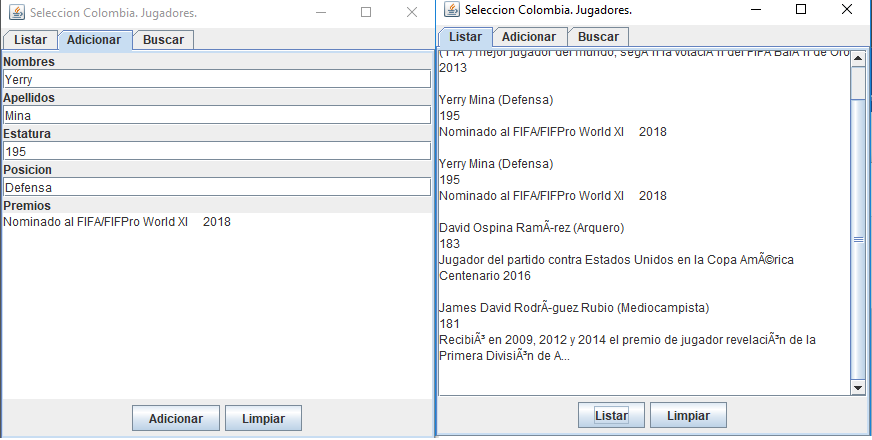 Seleccion Colombia. Jugadores.
Listar Adicionar Buscar
Nombres
Yerry
Apellidos
Mina
Estatura
195
Posicion
Defensa
Premios
Nominado al FIFA/FIFPro World XI 2018
Adicionar Limpiar
Seleccion Colombia. Jugadores.
Listar Adicionar Buscar
mejor jugador del mundo, segÃ n la votaciÃ n del FIFA BalÃ n de Oro
2013
Yerry Mina (Defensa)
195
Nominado al FIFA/FIFPro World XI 2018
Yerry Mina (Defensa)
195
Nominado al FIFA/FIFPro World XI 2018
David Ospina RamÃ-rez (Arquero)
183
Jugador del partido contra Estados Unidos en la Copa AmÃ©rica
Centenario 2016
James David RodrÃ-guez Rubio (Mediocampista)
181
RecibiÃ³ en 2009, 2012 y 2014 el premio de jugador revelaciÃ³n de la
Primera DivisiÃ³n de A...
Listar Limpiar